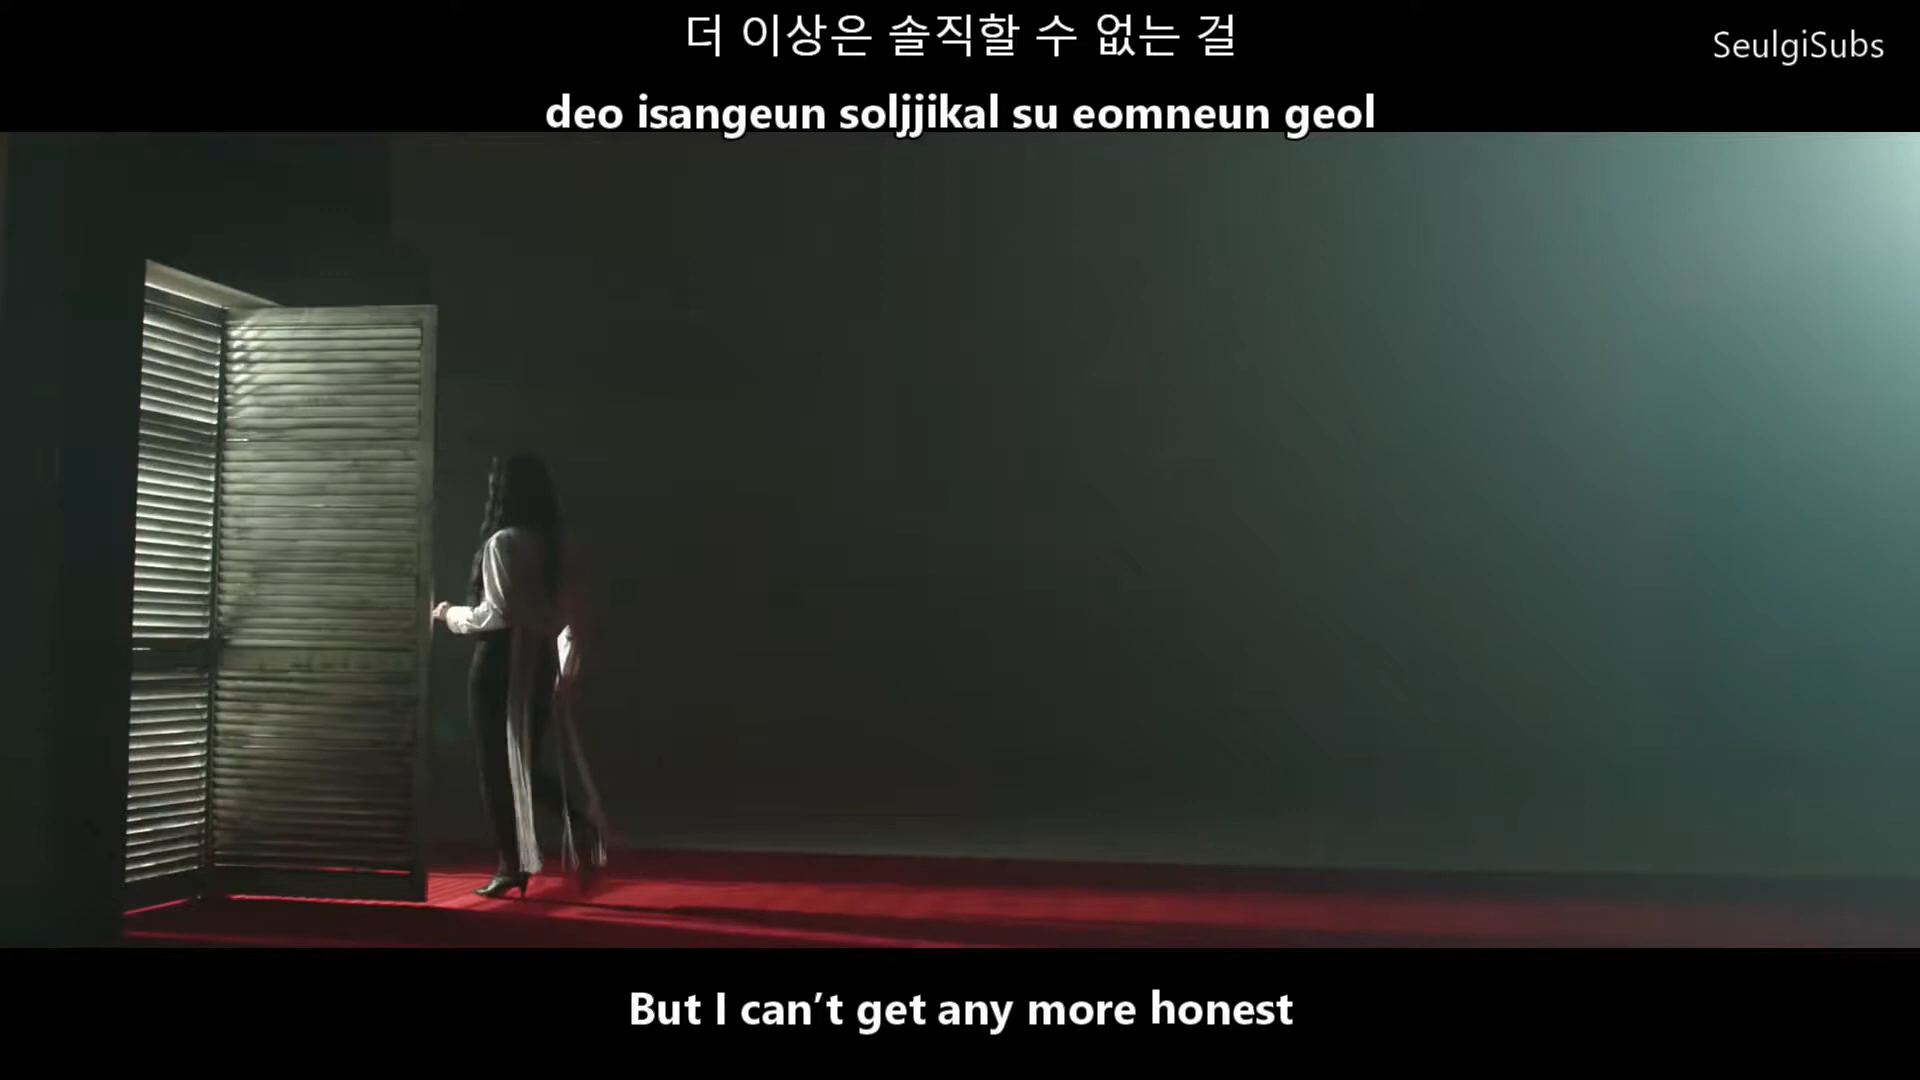 더 이상은 솔직할 수 없는 걸
SeulgiSubs
deo isangeun soljjikal su eomneun geol
But I can't get any more honest